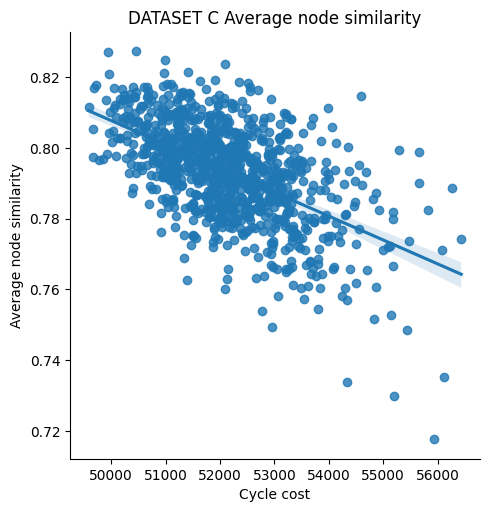 DATASET C Average node similarity
0.82
0.80
0.78
0.76
0.74
0.72
Average node similarity
50000 51000 52000 53000 54000 55000 56000
Cycle cost